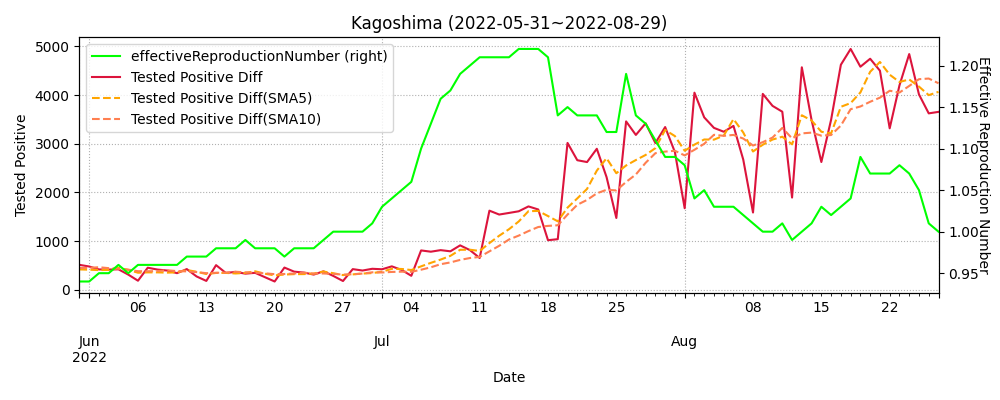 Kagoshima (2022-05-31~2022-08-29)
effectiveReproductionNumber (right)
Tested Positive Diff
Tested Positive Diff(SMA5)
Tested Positive Diff(SMA10)
Tested Positive
5000
4000
3000
2000
1000
0
1.20
1.15
1.10
1.05
1.00
0.95
Effective Reproduction Number
06 13 20 27 04 11 18 25 08 15 22
Jun Jul Aug
2022
Date